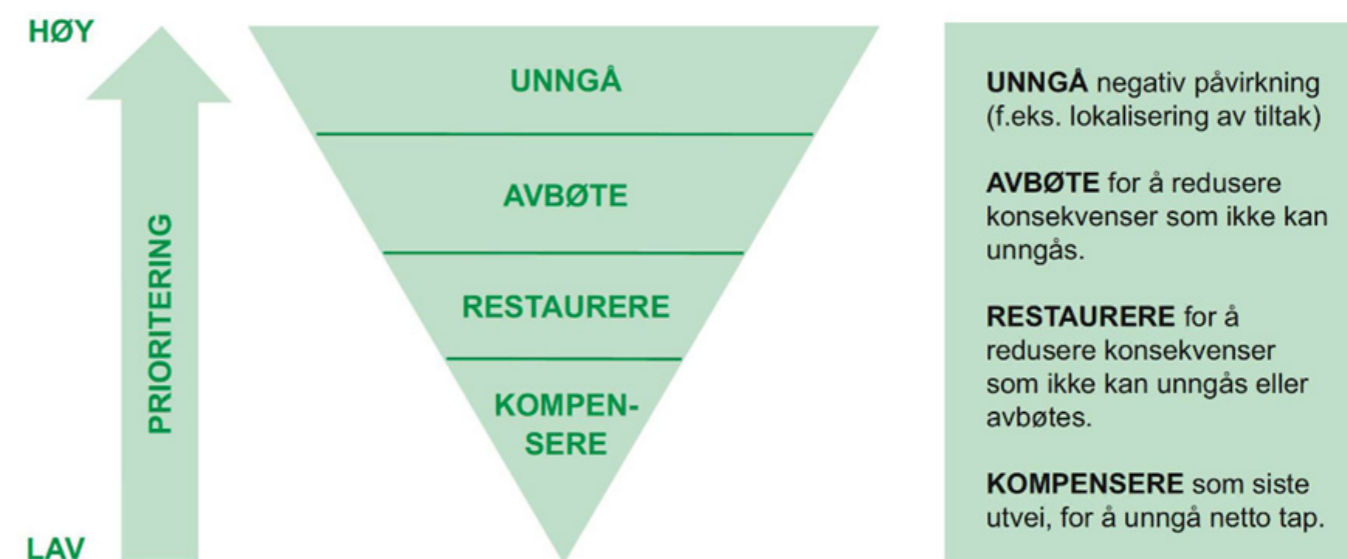 HØY
PRIORITERING
LAV
UNNGÅ
AVBØTE
RESTAURERE
KOMPEN-
SERE
UNNGÅ negativ påvirkning
(f.eks. lokalisering av tiltak)
AVBØTE for å redusere
konsekvenser som ikke kan
unngås.
RESTAURERE for å
redusere konsekvenser
som ikke kan unngås eller
avbøtes.
KOMPENSERE som siste
utvei, for å unngå netto tap.